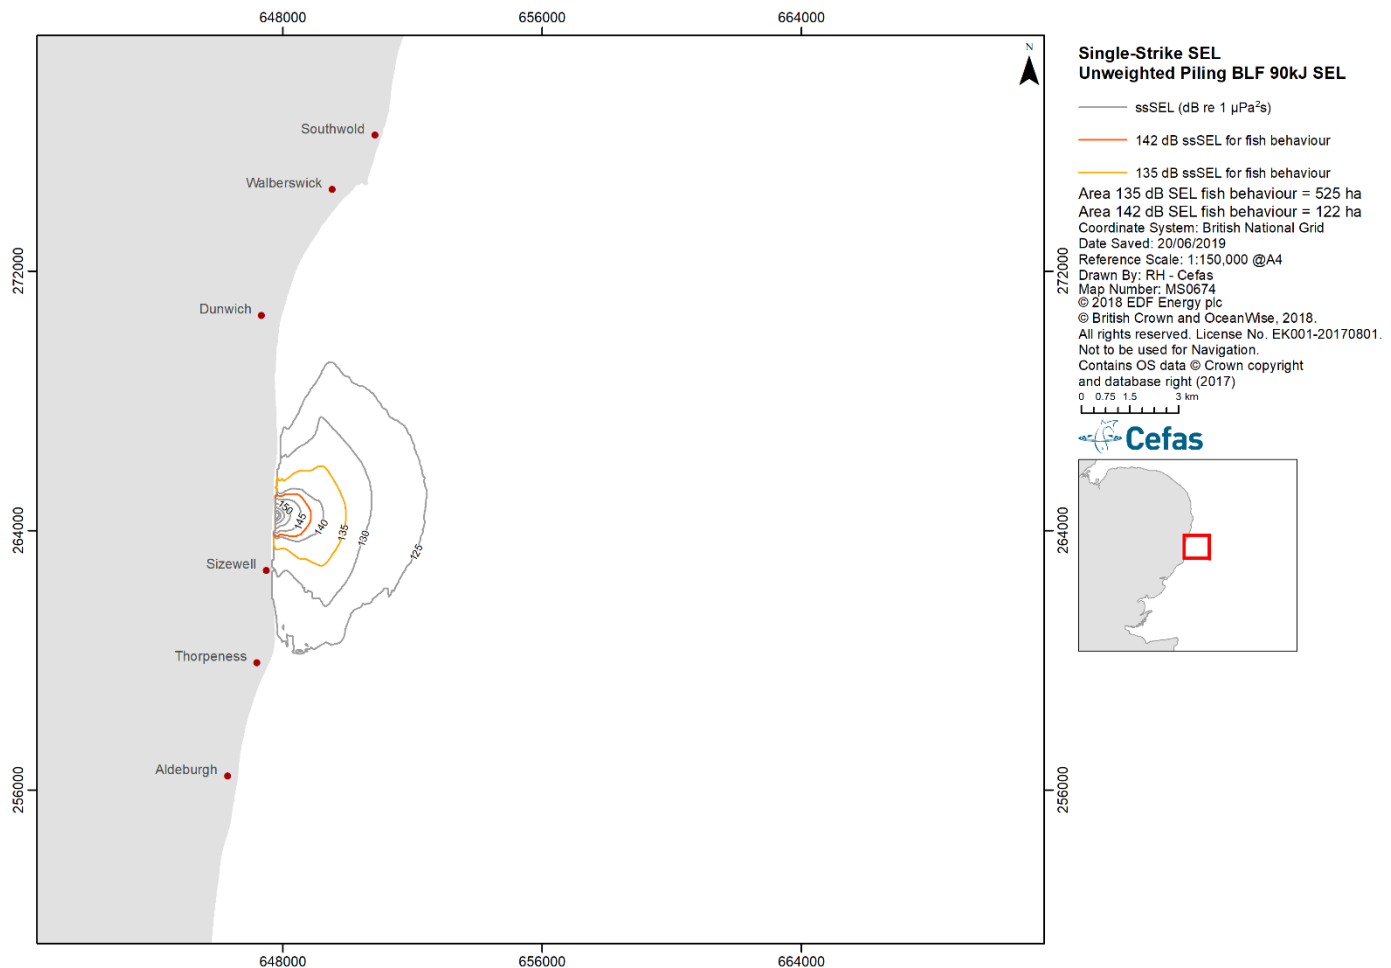 648000
656000
664000
N
Single-Strike SEL
Unweighted Piling BLF 90kJ SEL
ssSEL (dB re 1 µPa²s)
142 dB ssSEL for fish behaviour
135 dB ssSEL for fish behaviour
Area 135 dB SEL fish behaviour = 525 ha
Area 142 dB SEL fish behaviour = 122 ha
Coordinate System: British National Grid
Date Saved: 20/06/2019
Reference Scale: 1:150,000 @A4
Drawn By: RH - Cefas
Map Number: MS0674
© 2018 EDF Energy plc
© British Crown and OceanWise, 2018.
All rights reserved. License No. EK001-20170801.
Not to be used for Navigation.
Contains OS data © Crown copyright
and database right (2017)
0 0.75 1.5 3 km
Cefas
Southwold
Walberswick
272000
272000
Dunwich
150
145
140
135
130
125
264000
264000
Sizewell
Thorpeness
Aldeburgh
256000
256000
648000
656000
664000